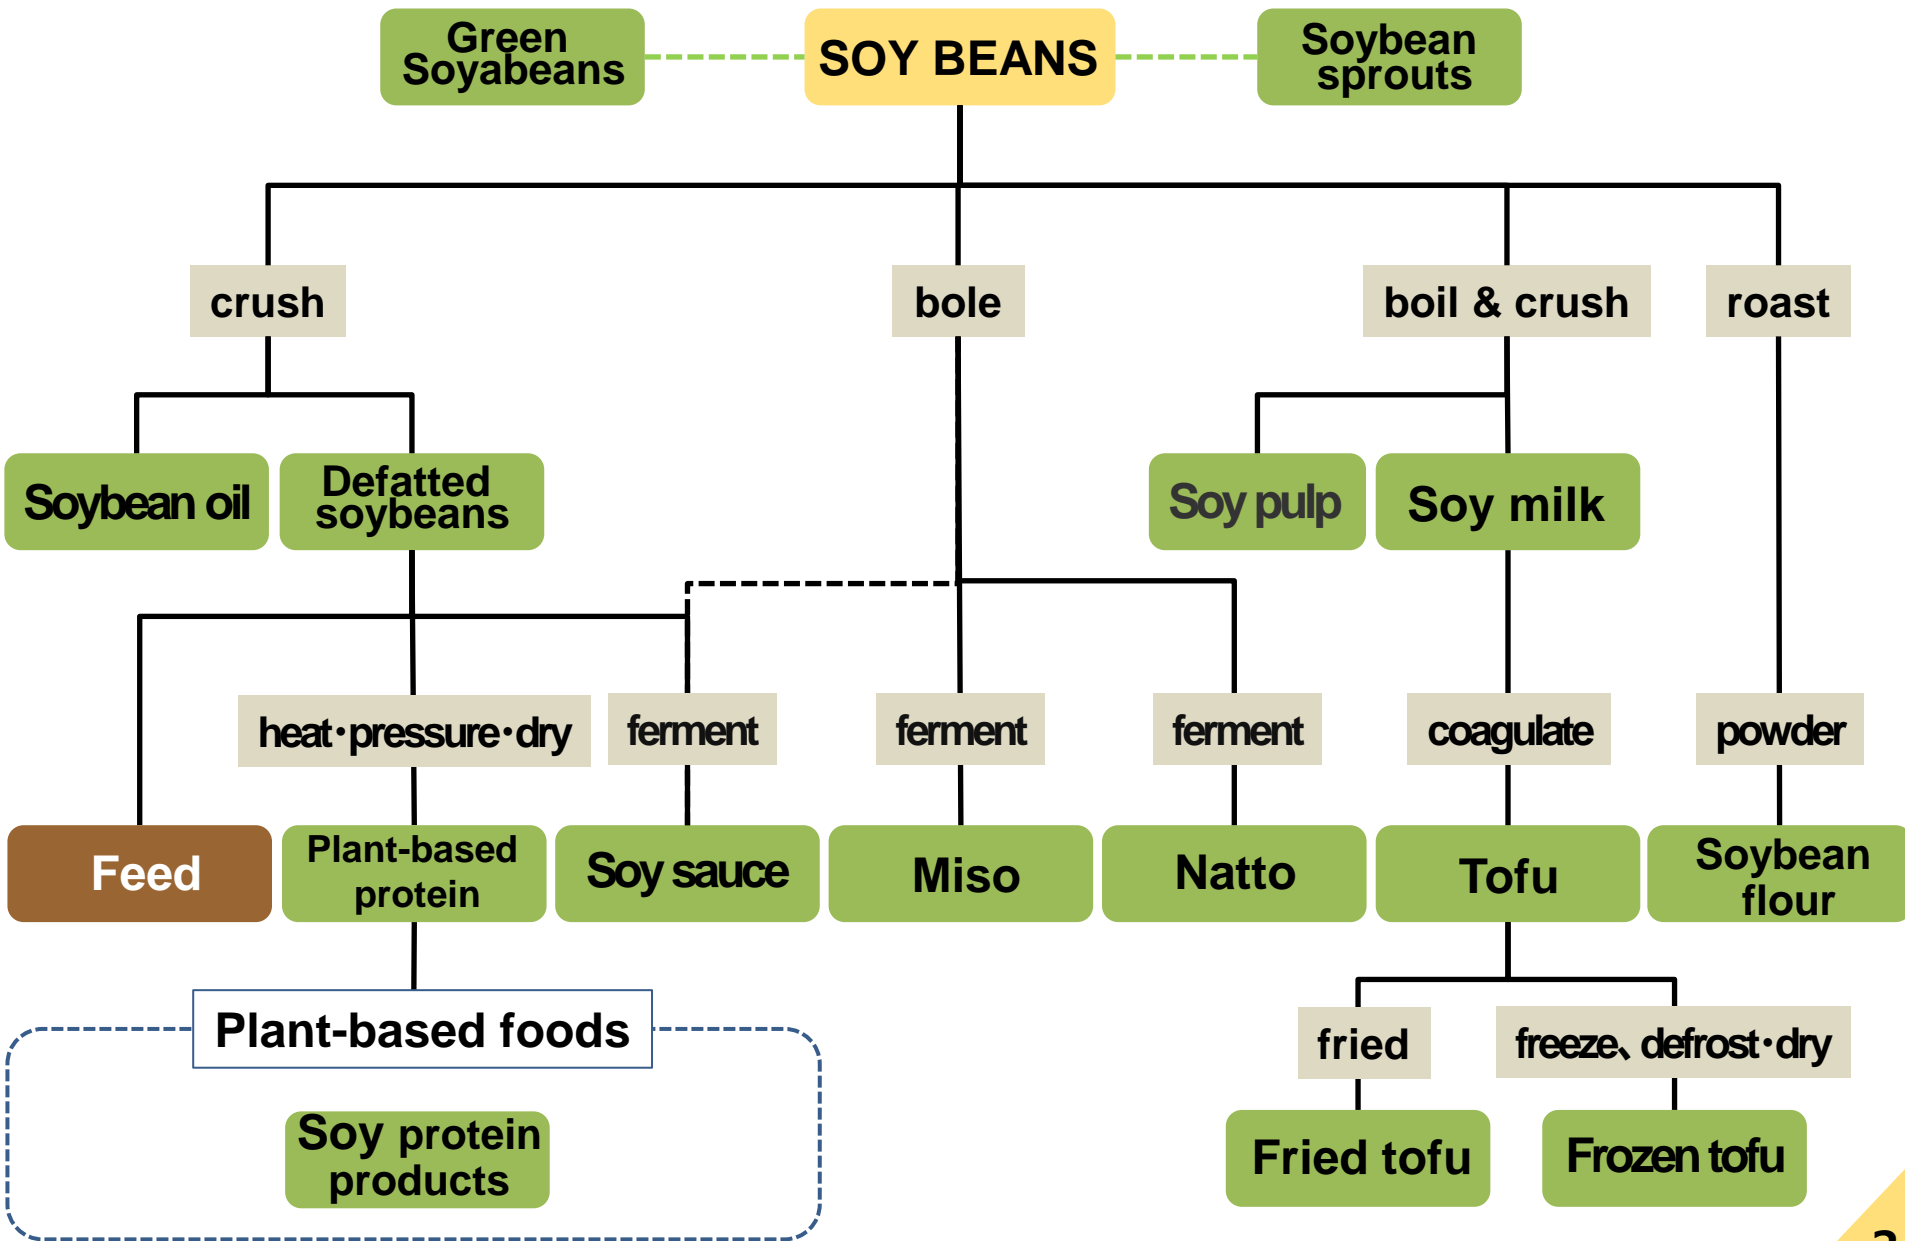 Green
Soyabeans
SOY BEANS
Soybean
sprouts
crush
bole
boil & crush
roast
Soybean oil
Defatted
soybeans
Soy pulp
Soy milk
heat・pressure・dry
ferment
ferment
ferment
coagulate
powder
Feed
Plant-based
protein
Soy sauce
Miso
Natto
Tofu
Soybean
flour
Plant-based foods
fried
freeze、defrost・dry
Soy protein
products
Fried tofu
Frozen tofu